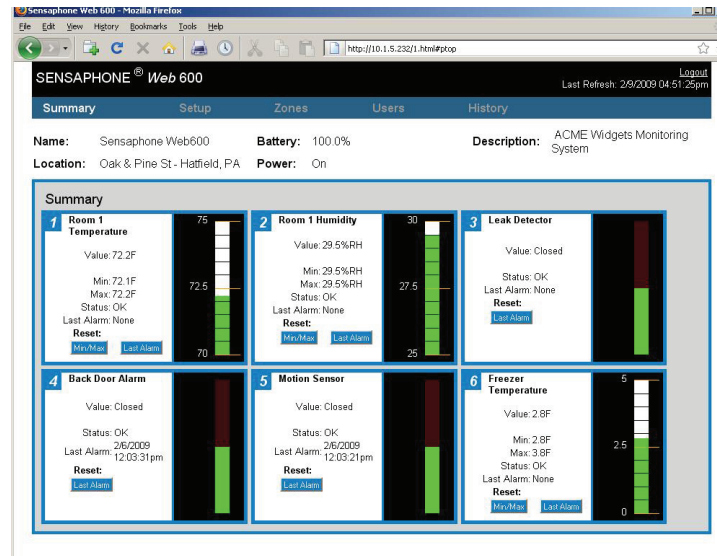 Sensaphone Web 600 - Mozilla Firefox
File Edit View History Bookmarks Tools Help
http://10.1.5.232/1.html#ptop
SENSAPHONE ® Web 600
Logout
Last Refresh: 2/9/2009 04:51:25pm
Summary Setup Zones Users History
Name: Sensaphone Web600 Battery: 100.0% Description: ACME Widgets Monitoring
System
Location: Oak & Pine St - Hatfield, PA Power: On
Summary
1 Room 1
Temperature
Value: 72.2F
Min: 72.1F
Max: 72.2F
Status: OK
Last Alarm: None
Reset:
Min/Max Last Alarm
75
72.5
70
2 Room 1 Humidity
Value: 29.5%RH
Min: 29.5%RH
Max: 29.5%RH
Status: OK
Last Alarm: None
Reset:
Min/Max Last Alarm
30
27.5
25
3 Leak Detector
Value: Closed
Status: OK
Last Alarm: None
Reset:
Last Alarm
4 Back Door Alarm
Value: Closed
Status: OK
Last Alarm: 2/6/2009
12:03:31pm
Reset:
Last Alarm
5 Motion Sensor
Value: Closed
Status: OK
Last Alarm: 2/6/2009
12:03:21pm
Reset:
Last Alarm
6 Freezer
Temperature
Value: 2.8F
Min: 2.8F
Max: 3.8F
Status: OK
Last Alarm: None
Reset:
Min/Max Last Alarm
5
2.5
0